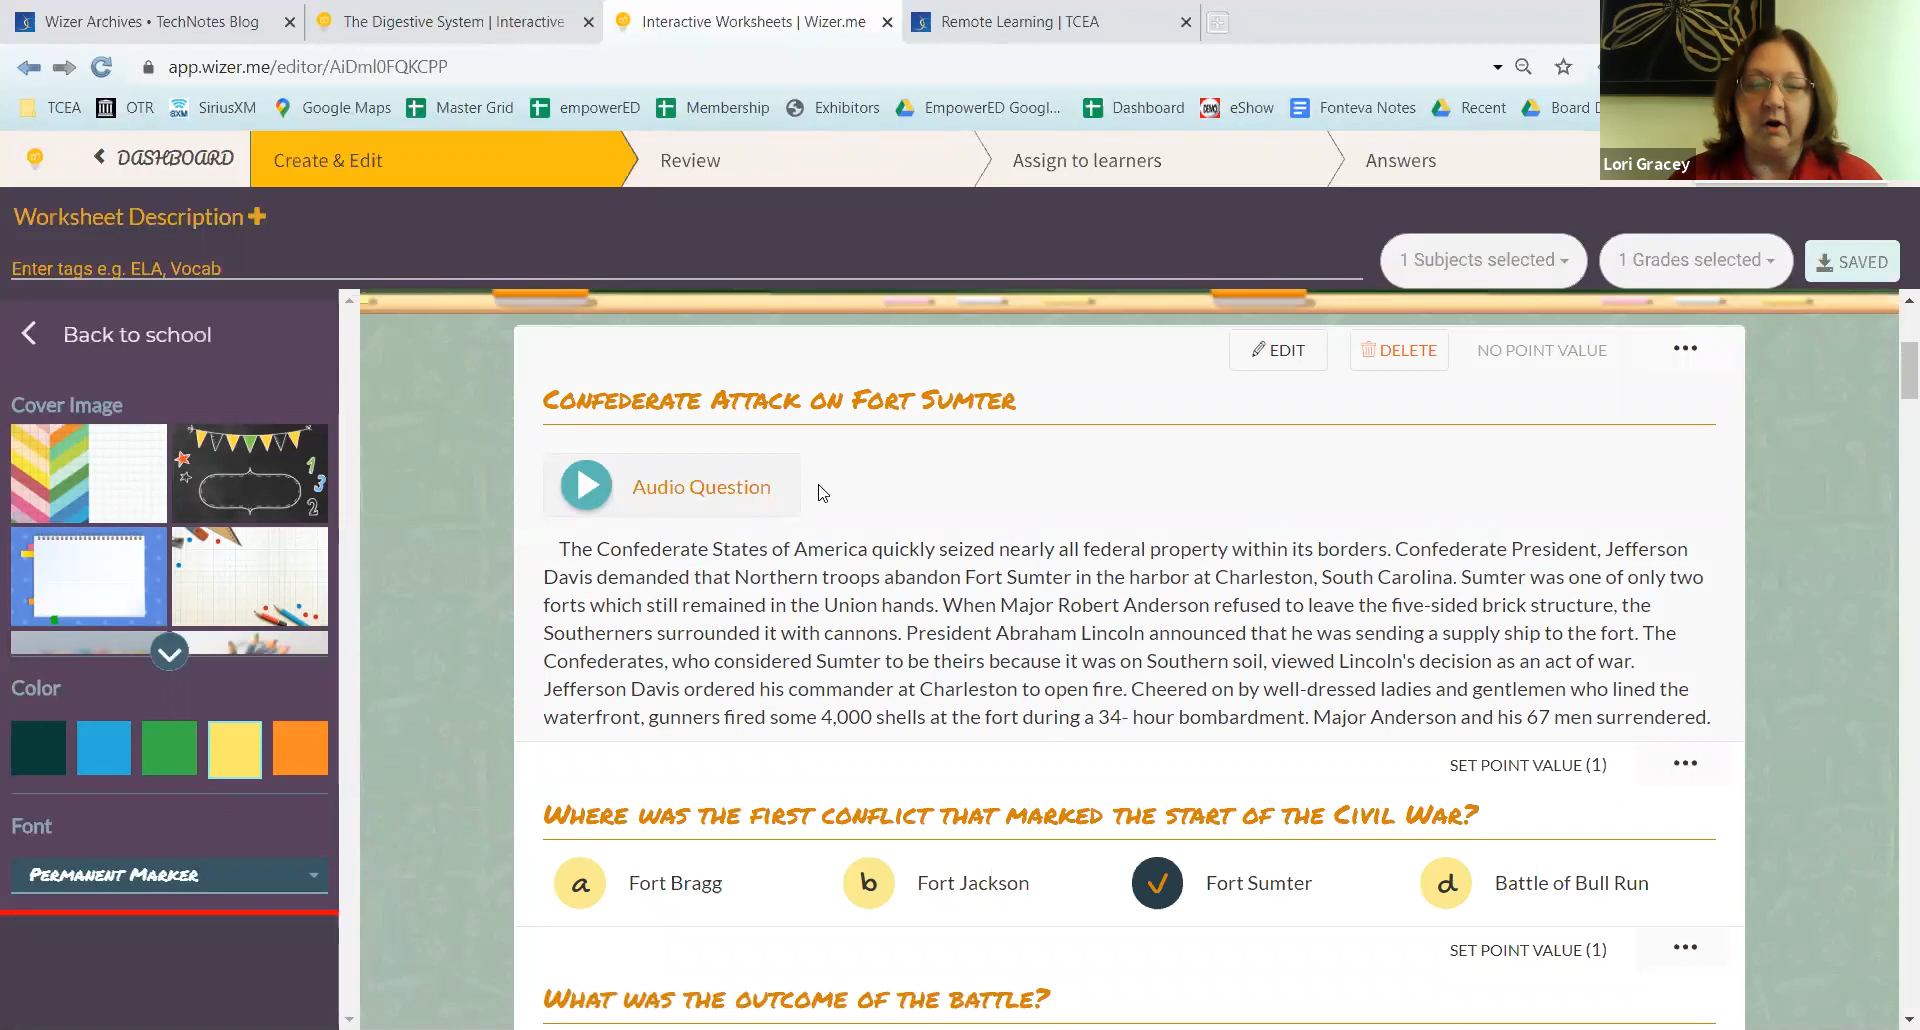 Wizer Archives • TechNotes Blog
The Digestive System | Interactive
Interactive Worksheets | Wizer.me
Remote Learning | TCEA
app.wizer.me/editor/AiDml0FQKCPP
TCEA
OTR
SiriusXM
Google Maps
Master Grid
empowerED
Membership
Exhibitors
EmpowerED Googl...
Dashboard
eShow
Fonteva Notes
Recent
Board
Lori Gracey
DASHBOARD
Create & Edit
Review
Assign to learners
Answers
Worksheet Description
Enter tags e.g. ELA, Vocab
1 Subjects selected
1 Grades selected
SAVED
Back to school
Cover Image
1
3
2
Color
Font
PERMANENT MARKER
EDIT
DELETE
NO POINT VALUE
CONFEDERATE ATTACK ON FORT SUMTER
Audio Question
The Confederate States of America quickly seized nearly all federal property within its borders. Confederate President, Jefferson
Davis demanded that Northern troops abandon Fort Sumter in the harbor at Charleston, South Carolina. Sumter was one of only two
forts which still remained in the Union hands. When Major Robert Anderson refused to leave the five-sided brick structure, the
Southerners surrounded it with cannons. President Abraham Lincoln announced that he was sending a supply ship to the fort. The
Confederates, who considered Sumter to be theirs because it was on Southern soil, viewed Lincoln's decision as an act of war.
Jefferson Davis ordered his commander at Charleston to open fire. Cheered on by well-dressed ladies and gentlemen who lined the
waterfront, gunners fired some 4,000 shells at the fort during a 34- hour bombardment. Major Anderson and his 67 men surrendered.
SET POINT VALUE (1)
WHERE WAS THE FIRST CONFLICT THAT MARKED THE START OF THE CIVIL WAR?
a Fort Bragg
b Fort Jackson
Fort Sumter
d Battle of Bull Run
SET POINT VALUE (1)
WHAT WAS THE OUTCOME OF THE BATTLE?